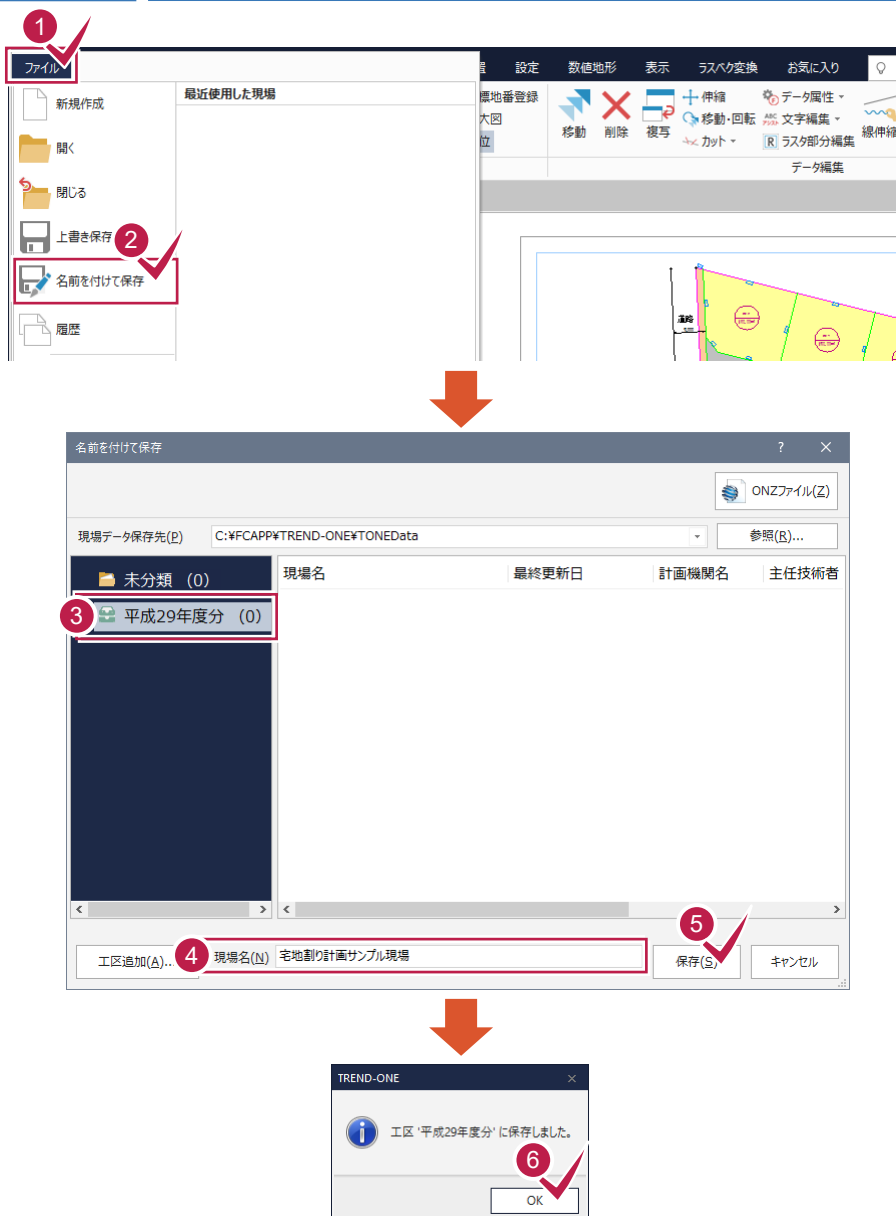 1
ファイル
設定 数値地形 表示 ラスベク変換 お気に入り
新規作成
最近使用した現場
開く
閉じる
上書き保存
2
名前を付けて保存
履歴
標地番登録
大図
位
移動 削除 複写
伸縮
移動・回転
カット
データ属性
文字編集
R ラスタ部分編集
線伸縮
データ編集
道路
名前を付けて保存 ? ×
ONZファイル(Z)
現場データ保存先(P) C:¥FCAPP¥TREND-ONE¥TONEData 参照(R)...
未分類 (0)
3 平成29年度分 (0)
現場名 最終更新日 計画機関名 主任技術者
5
工区追加(A)... 4 現場名(N) 宅地割り計画サンプル現場 保存(S) キャンセル
TREND-ONE ×
工区 '平成29年度分' に保存しました。
6
OK